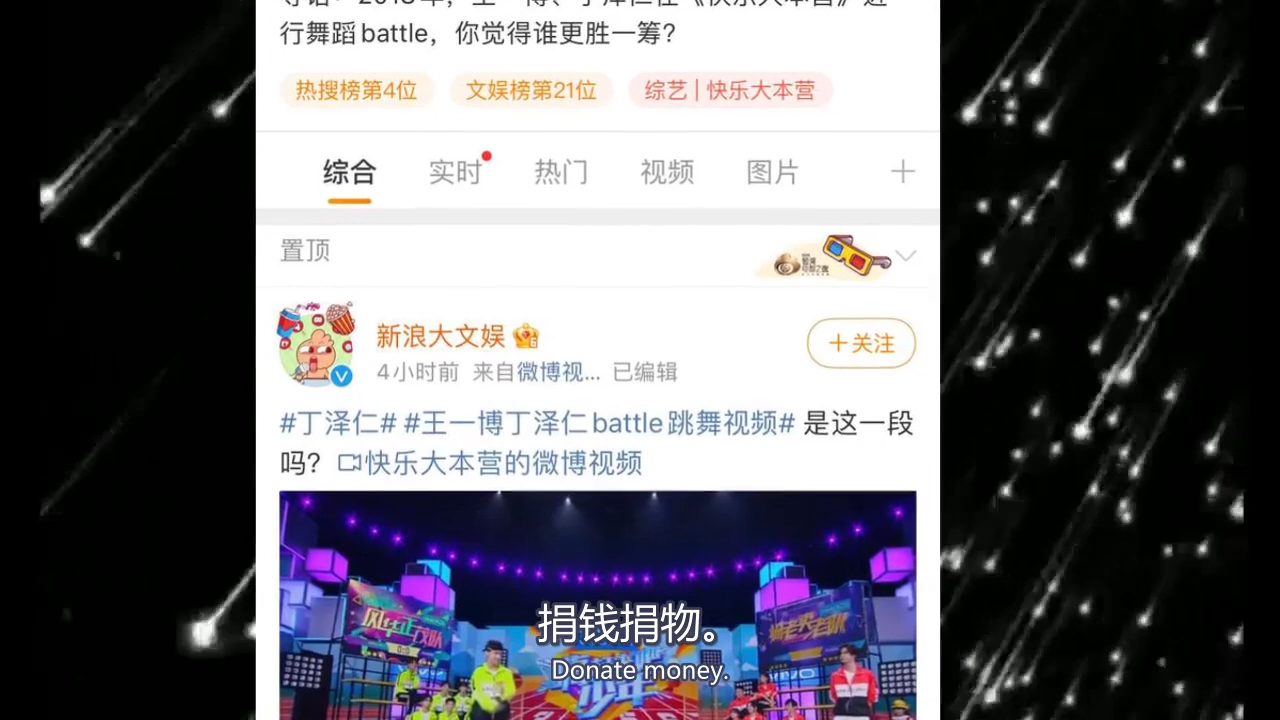 行舞蹈battle，你觉得谁更胜一筹？
热搜榜第4位 文娱榜第21位 综艺|快乐大本营
综合 实时 热门 视频 图片
置顶
新浪大文娱
+关注
4小时前 来自微博视... 已编辑
#丁泽仁# #王一博丁泽仁battle跳舞视频# 是这一段
吗？ 快乐大本营的微博视频
捐钱捐物。
Donate money.